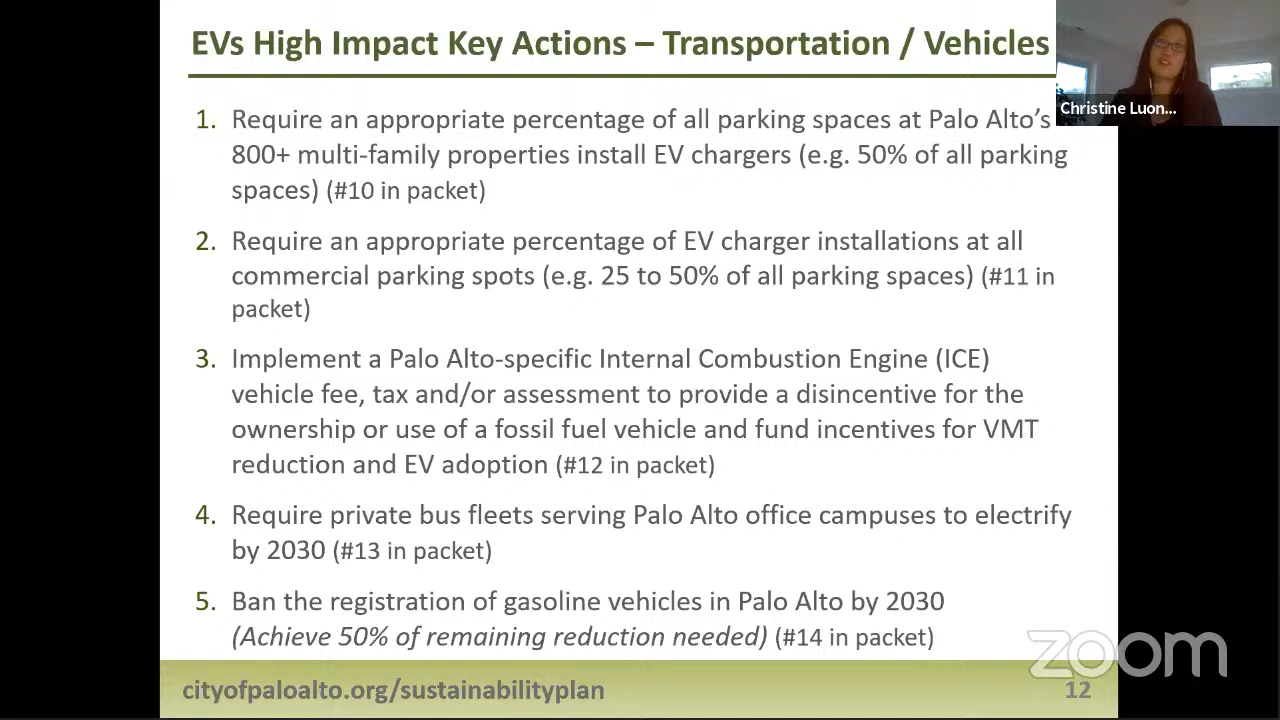 EVs High Impact Key Actions – Transportation / Vehicles
Christine Luon...
1. Require an appropriate percentage of all parking spaces at Palo Alto's
800+ multi-family properties install EV chargers (e.g. 50% of all parking
spaces) (#10 in packet)
2. Require an appropriate percentage of EV charger installations at all
commercial parking spots (e.g. 25 to 50% of all parking spaces) (#11 in
packet)
3. Implement a Palo Alto-specific Internal Combustion Engine (ICE)
vehicle fee, tax and/or assessment to provide a disincentive for the
ownership or use of a fossil fuel vehicle and fund incentives for VMT
reduction and EV adoption (#12 in packet)
4. Require private bus fleets serving Palo Alto office campuses to electrify
by 2030 (#13 in packet)
5. Ban the registration of gasoline vehicles in Palo Alto by 2030
(Achieve 50% of remaining reduction needed) (#14 in packet)
zoom
cityofpaloalto.org/sustainabilityplan
12